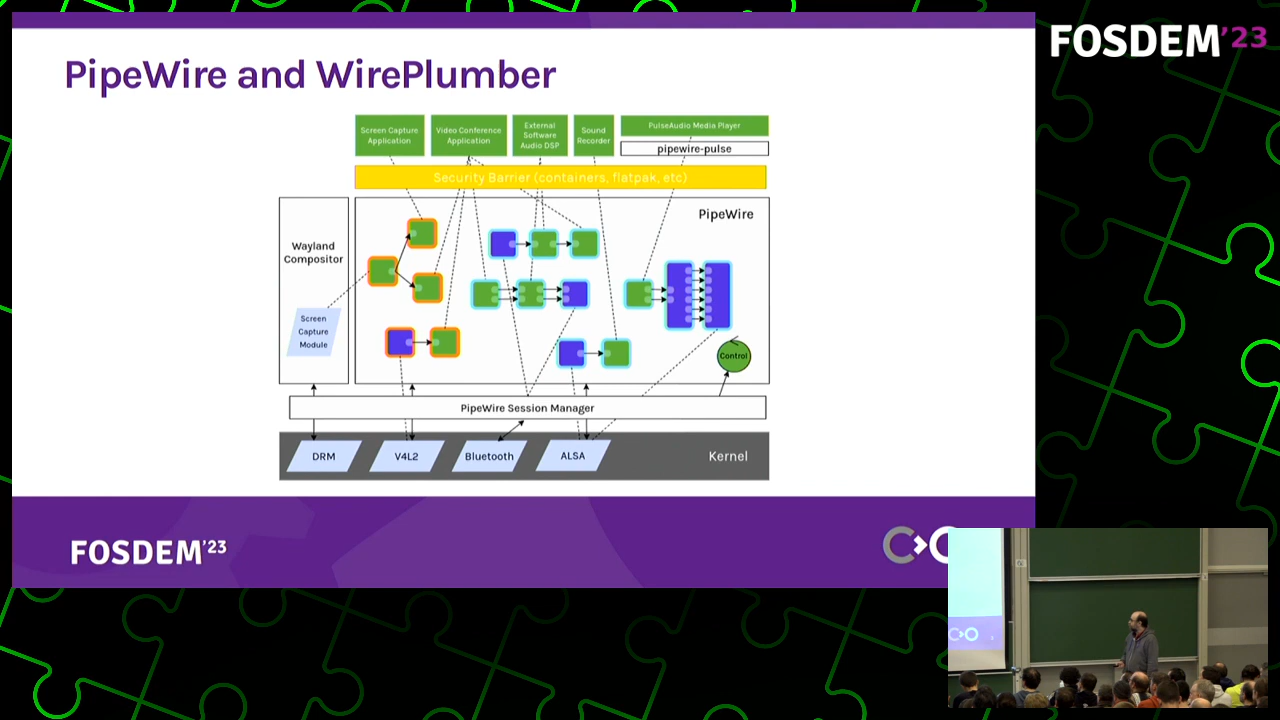 FOSDEM'23
PipeWire and WirePlumber
Screen Capture
Application
Video Conference
Application
External
Software
Audio DSP
Sound
Recorder
PulseAudio Media Player
pipewire-pulse
Security Barrier (containers, flatpak, etc)
PipeWire
Wayland
Compositor
Screen
Capture
Module
Control
PipeWire Session Manager
DRM
V4L2
Bluetooth
ALSA
Kernel
FOSDEM'23